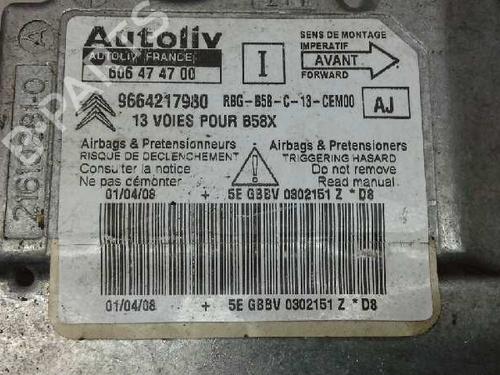 Autoliv
AUTOLIV FRANCE
606 47 47 00
I
SENS DE MONTAGE
IMPERATIF
AVANT
FORWARD
9664217980 RBG-B58-C-13-CEM00
AJ
13 VOIES POUR B58X
Airbags & Pretensionneurs
RISQUE DE DECLENCHEMENT
Consulter la notice
Ne pas démonter
Airbags & Pretensioners
TRIGGERING HASARD
Do not remove
Read manual
01/04/08 + 5E GBBV 0302151 Z * D8
01/04/08 + 5E GBBV 0302151 Z * D8
A